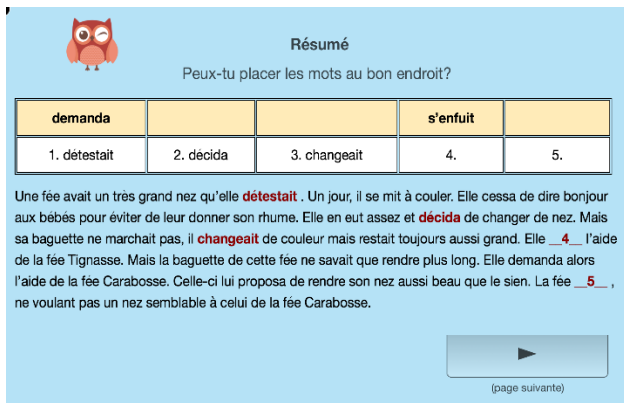 Résumé
Peux-tu placer les mots au bon endroit?
demanda s'enfuit
1. détestait 2. décida 3. changeait 4. 5.
Une fée avait un très grand nez qu'elle détestait . Un jour, il se mit à couler. Elle cessa de dire bonjour
aux bébés pour éviter de leur donner son rhume. Elle en eut assez et décida de changer de nez. Mais
sa baguette ne marchait pas, il changeait de couleur mais restait toujours aussi grand. Elle __4__ l'aide
de la fée Tignasse. Mais la baguette de cette fée ne savait que rendre plus long. Elle demanda alors
l'aide de la fée Carabosse. Celle-ci lui proposa de rendre son nez aussi beau que le sien. La fée __5__ ,
ne voulant pas un nez semblable à celui de la fée Carabosse.
(page suivante)